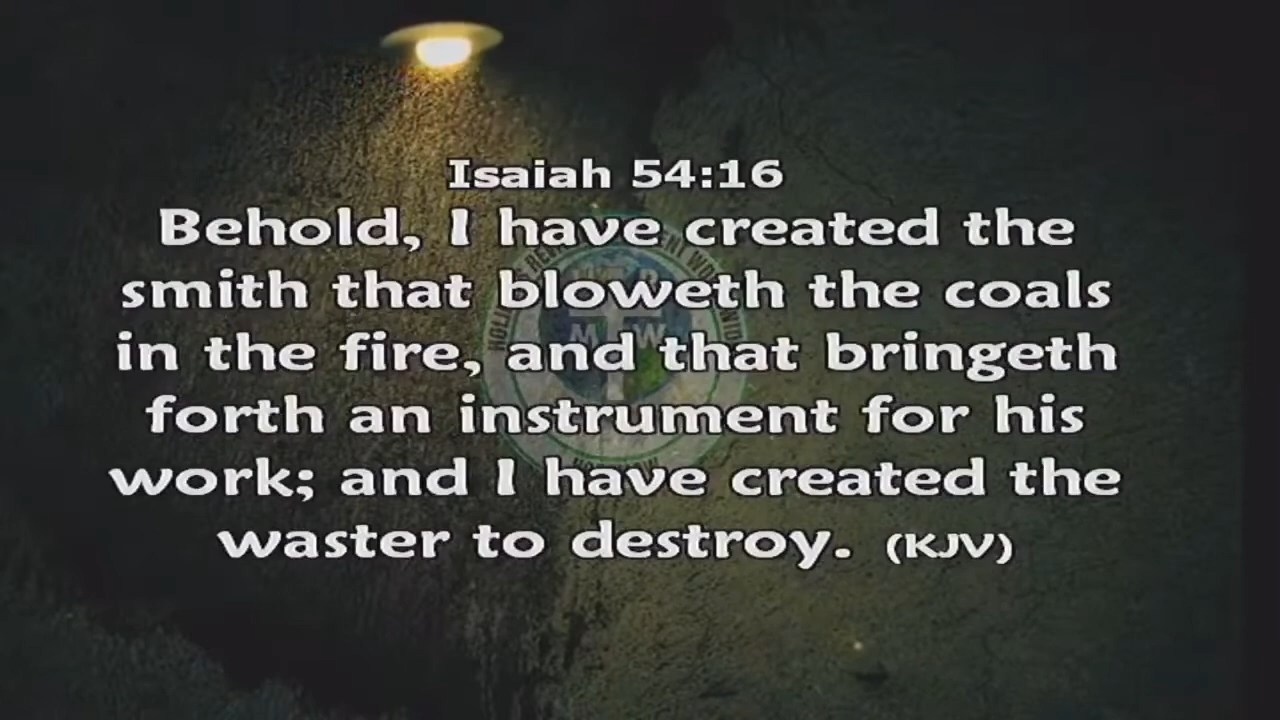 Isaiah 54:16
Behold, I have created the
smith that bloweth the coals
in the fire, and that bringeth
forth an instrument for his
work; and I have created the
waster to destroy. (KJV)